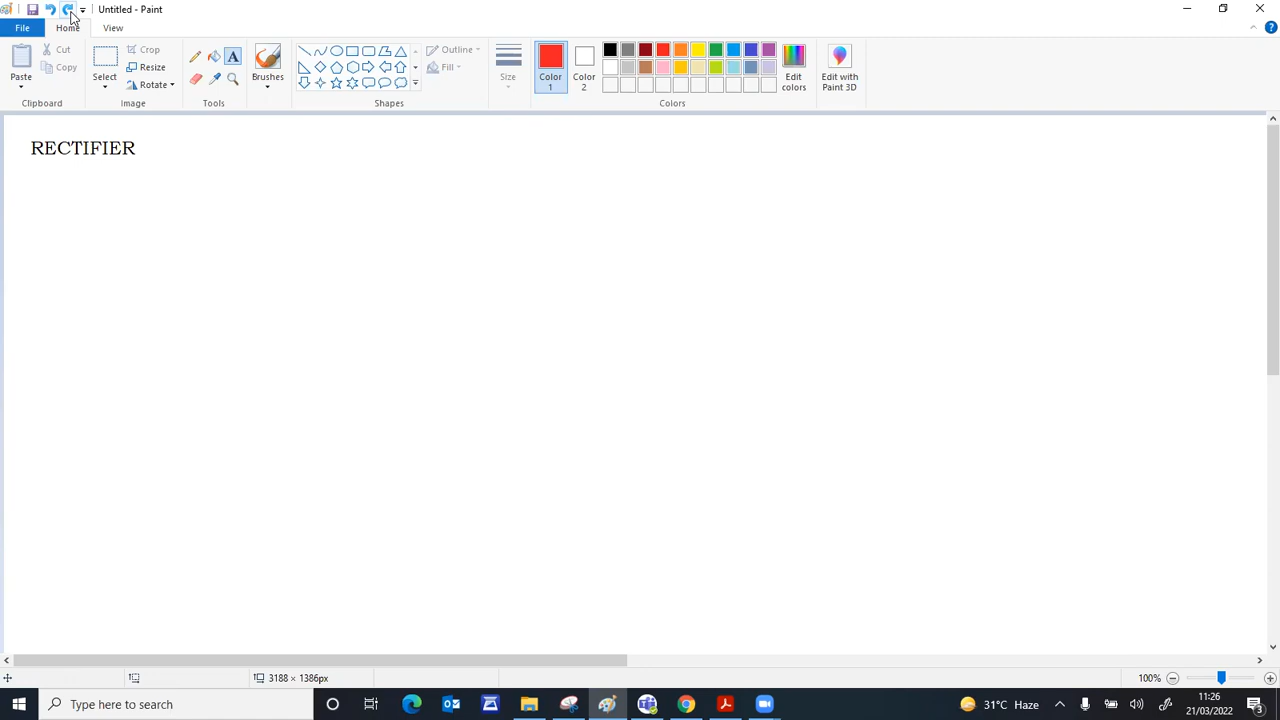 Untitled - Paint
File Home View
Paste Cut Copy Select Crop Resize Rotate A Brushes Outline Fill Size Color 1 Color 2 Edit colors Edit with Paint 3D
Clipboard Image Tools Shapes Colors
RECTIFIER
3188 × 1386px 100%
Type here to search 31°C Haze 11:26
21/03/2022
3